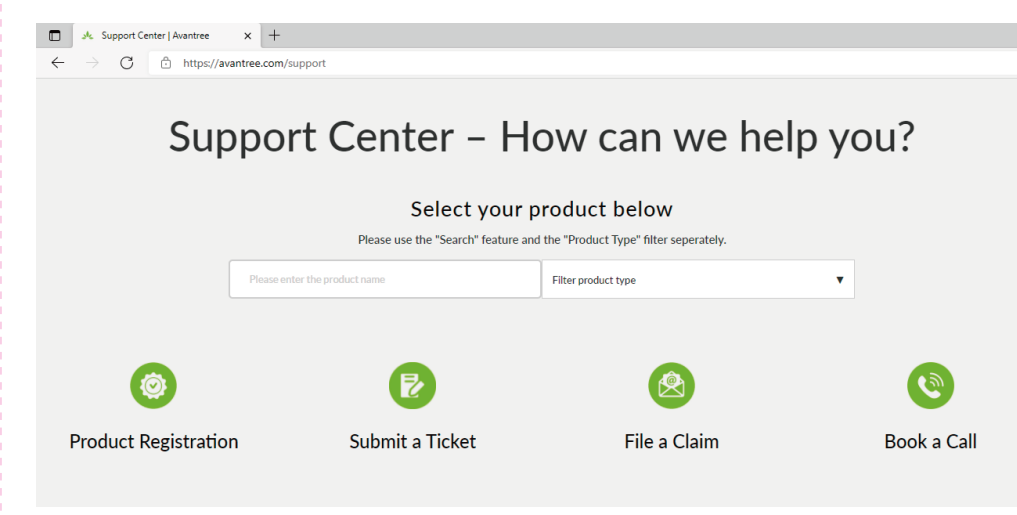 Support Center | Avantree
https://avantree.com/support
Support Center – How can we help you?
Select your product below
Please use the "Search" feature and the "Product Type" filter seperately.
Please enter the product name
Filter product type
Product Registration
Submit a Ticket
File a Claim
Book a Call